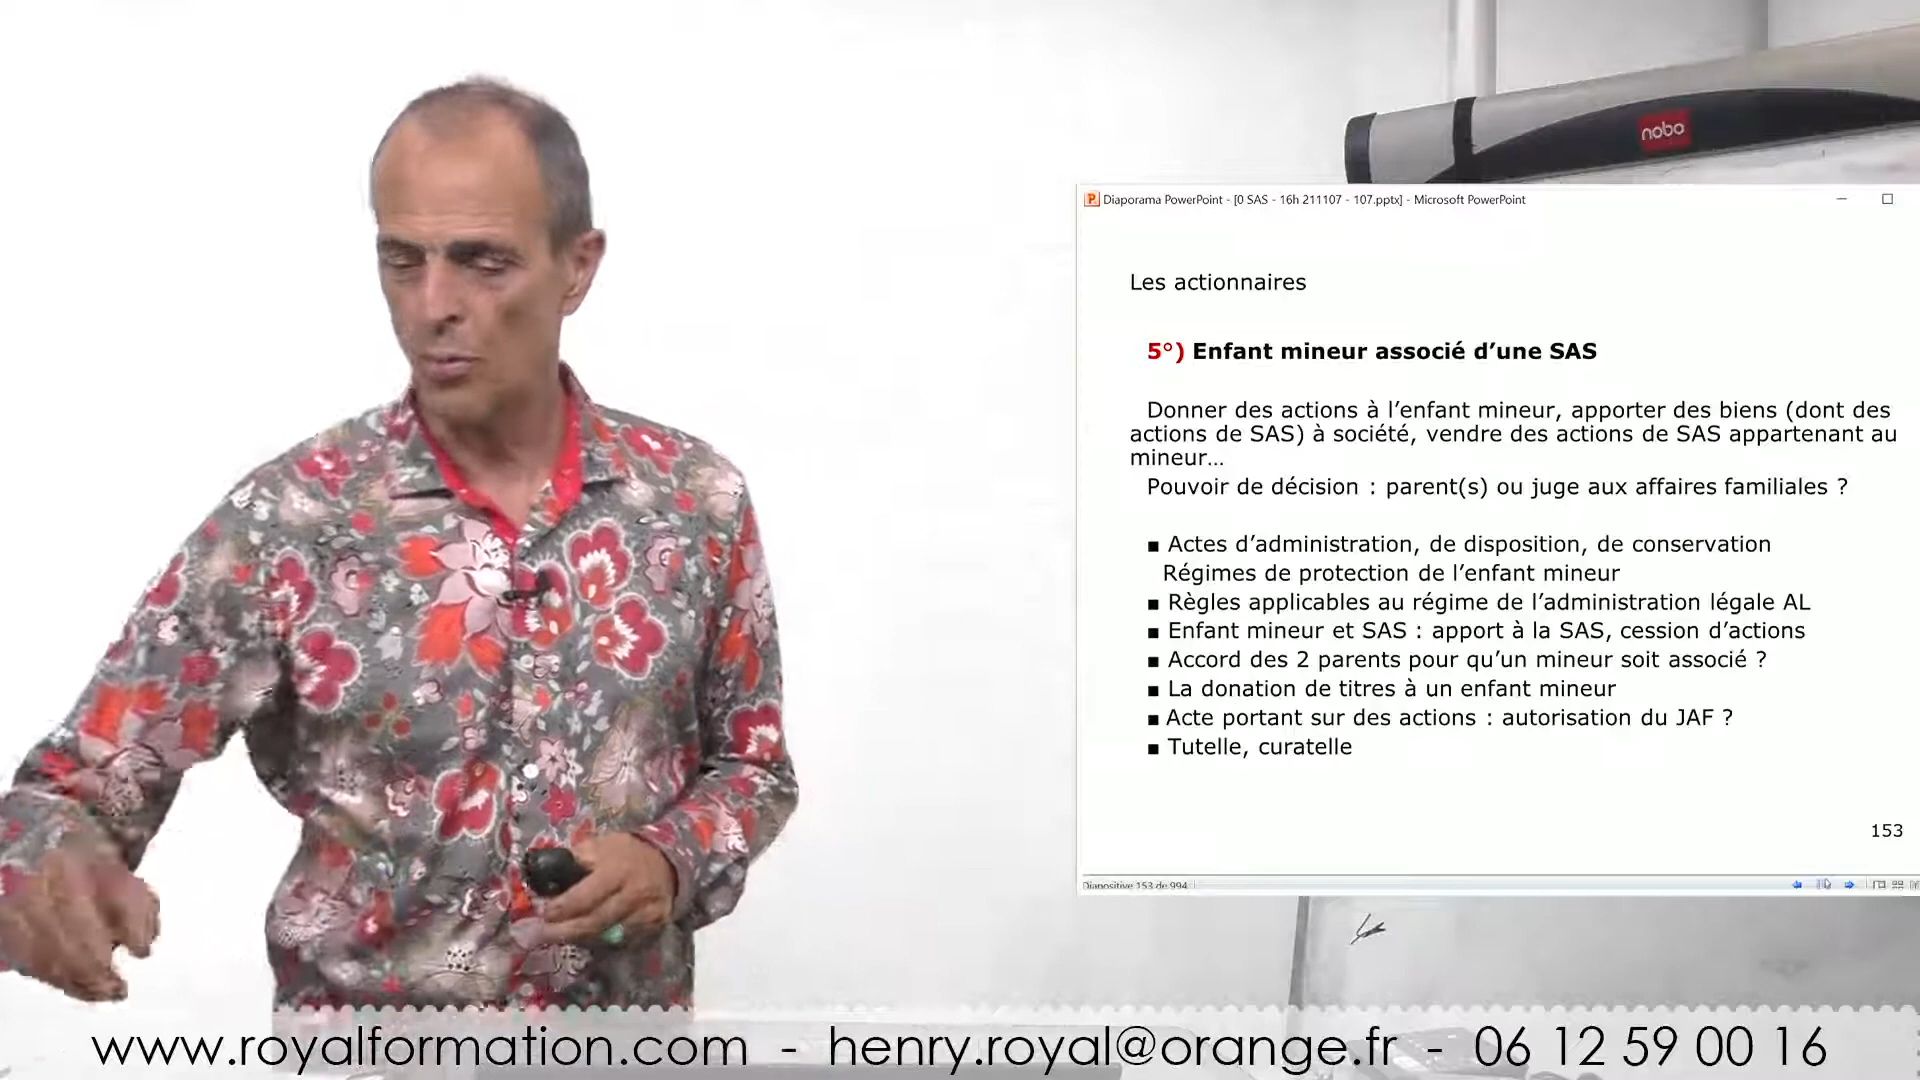 nobo
Diaporama PowerPoint - [0 SAS - 16h 211107 - 107.pptx] - Microsoft PowerPoint
Les actionnaires
5°) Enfant mineur associé d’une SAS
Donner des actions à l’enfant mineur, apporter des biens (dont des
actions de SAS) à société, vendre des actions de SAS appartenant au
mineur…
Pouvoir de décision : parent(s) ou juge aux affaires familiales ?
■ Actes d’administration, de disposition, de conservation
Régimes de protection de l’enfant mineur
■ Règles applicables au régime de l’administration légale AL
■ Enfant mineur et SAS : apport à la SAS, cession d’actions
■ Accord des 2 parents pour qu’un mineur soit associé ?
■ La donation de titres à un enfant mineur
■ Acte portant sur des actions : autorisation du JAF ?
■ Tutelle, curatelle
153
Diapositive 153 de 994
www.royalformation.com - henry.royal@orange.fr - 06 12 59 00 16